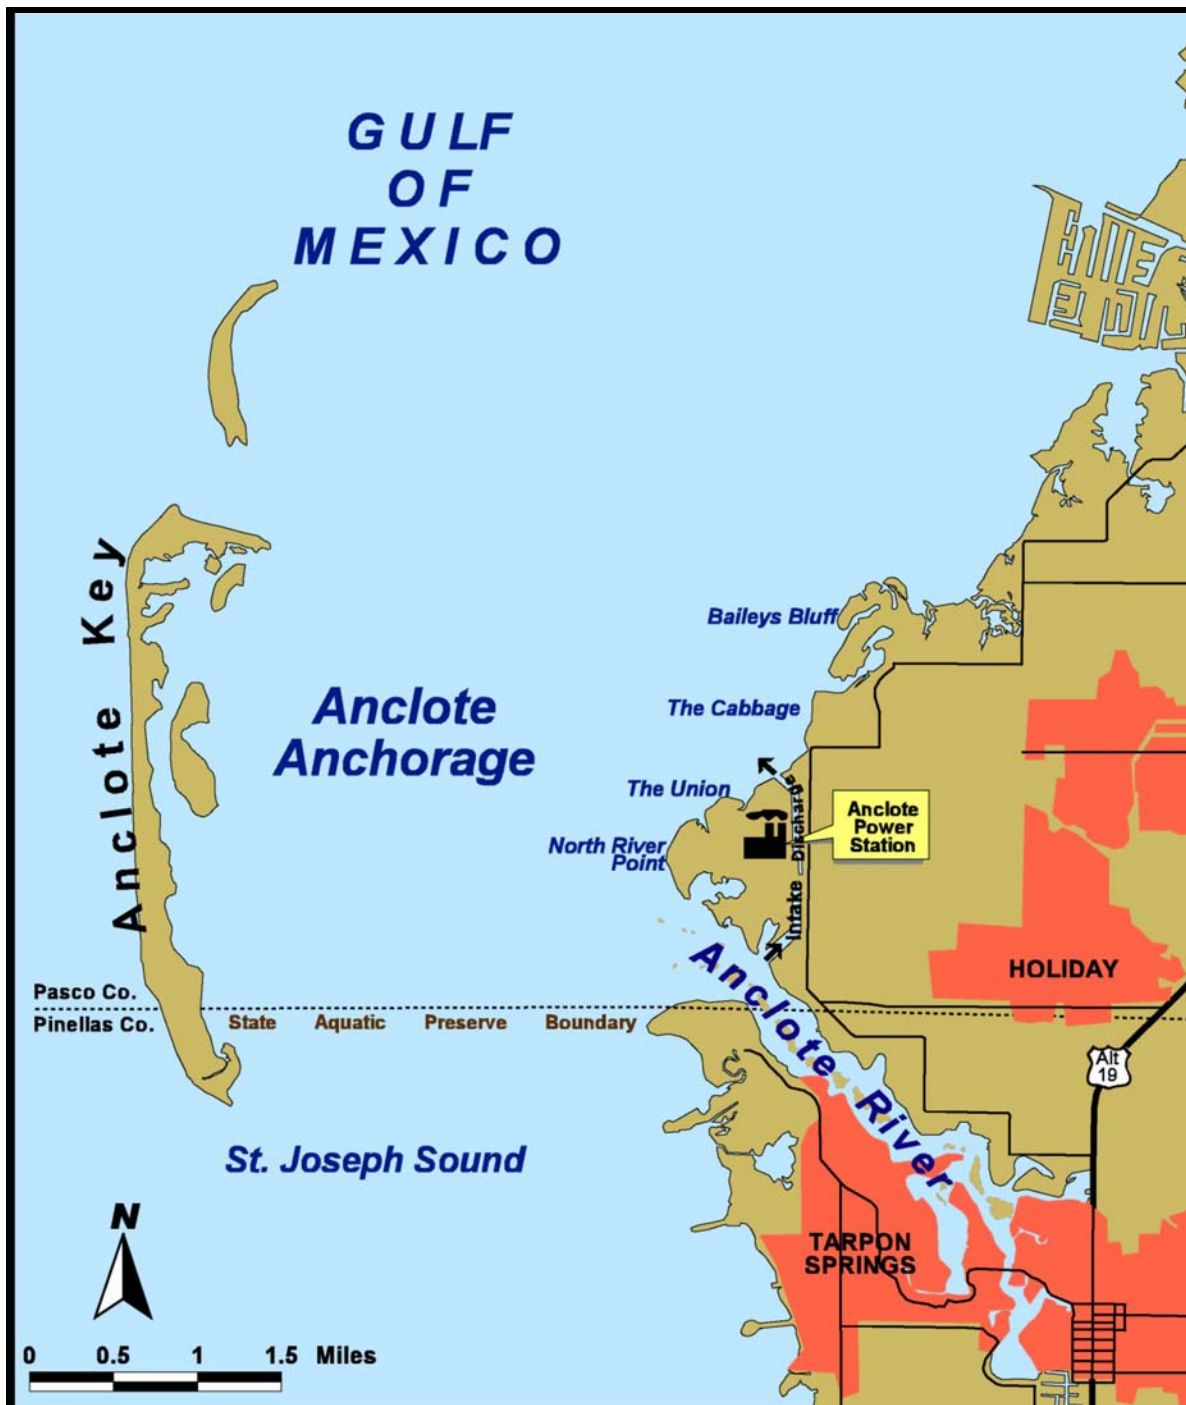 GULF
OF
MEXICO
Anclote Key
Baileys Bluff
The Cabbage
Anclote
Anchorage
The Union
North River
Point
Discharge
Intake
Anclote
Power
Station
Anclote River
HOLIDAY
Pasco Co.
Pinellas Co.
State Aquatic Preserve Boundary
Alt
19
St. Joseph Sound
N
TARPON
SPRINGS
0 0.5 1 1.5 Miles